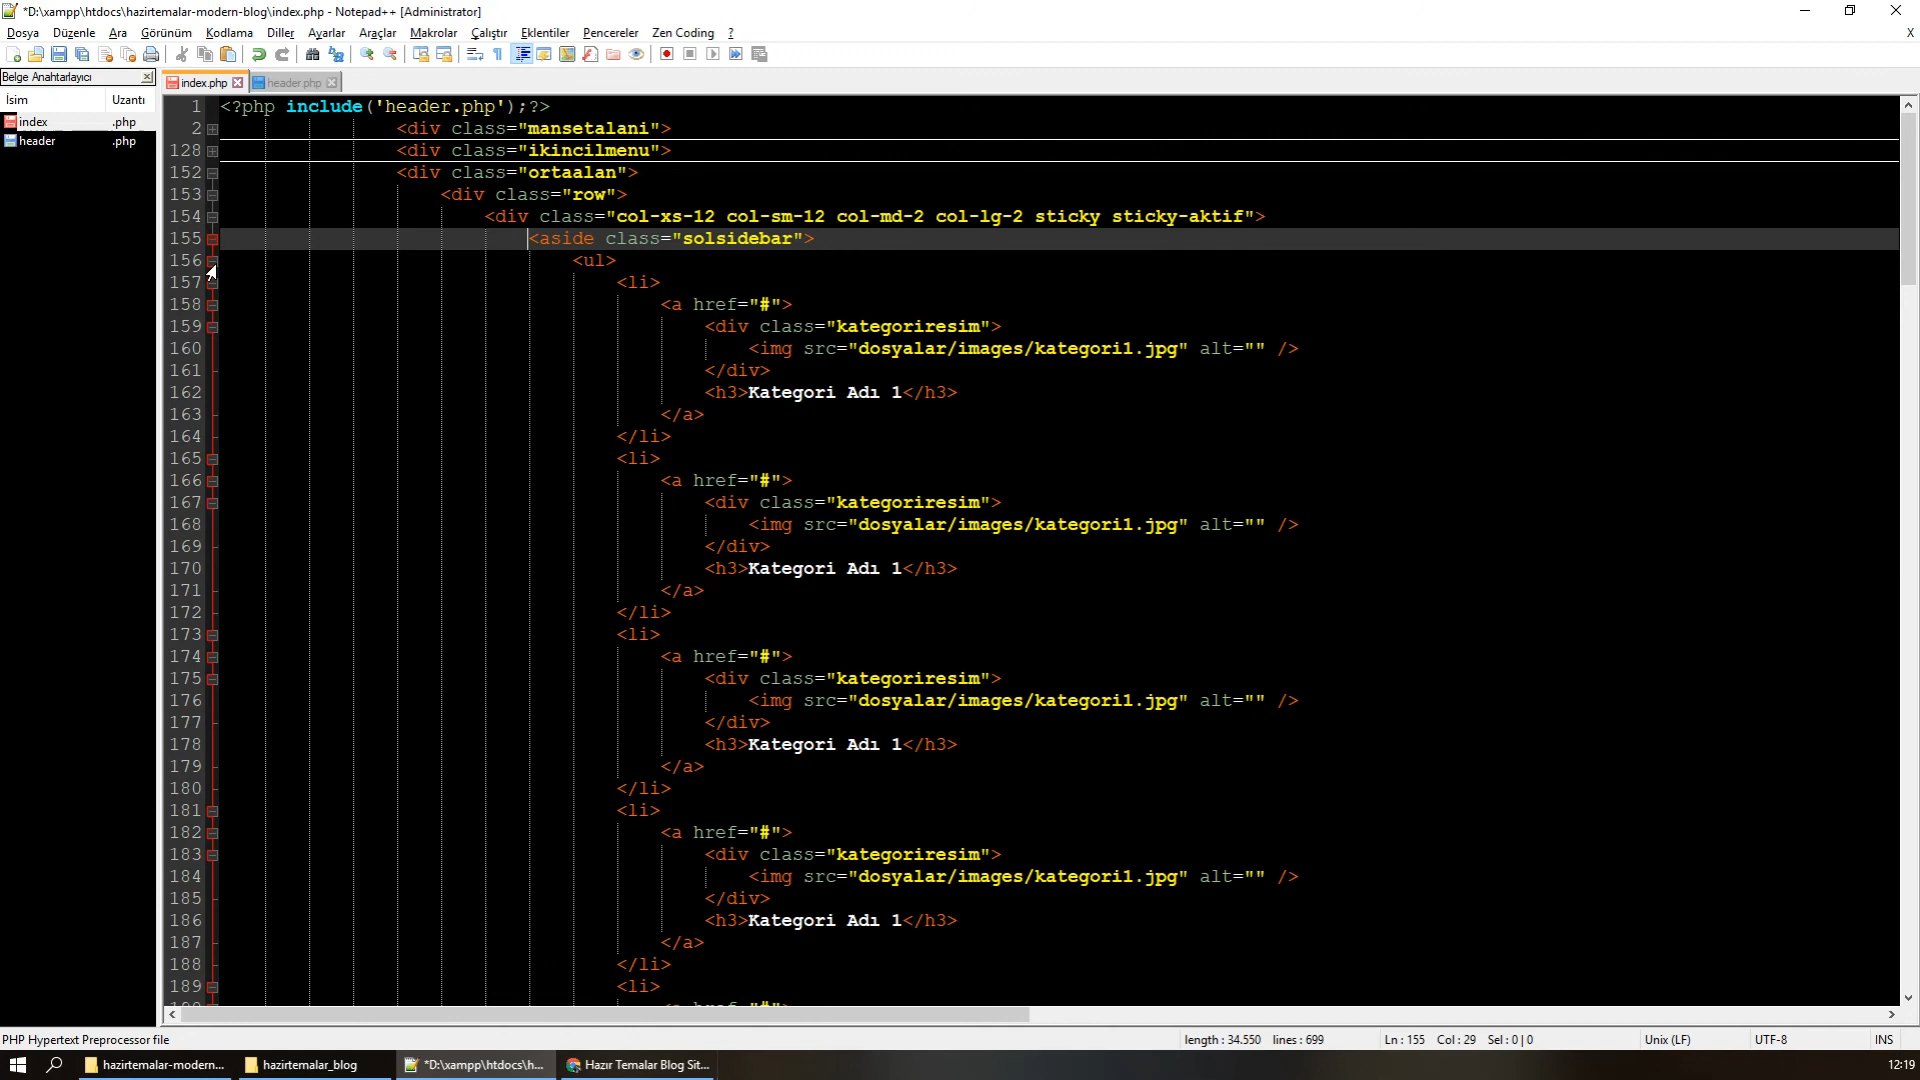 *D:\xampp\htdocs\hazirtemalar-modern-blog\index.php - Notepad++ [Administrator]
Dosya Düzenle Ara Görünüm Kodlama Diller Ayarlar Araçlar Makrolar Çalıştır Eklentiler Pencereler Zen Coding ? X
Belge Anahtarlayıcı
İsim Uzantı
index .php
header .php
index.php header.php
1 <?php include('header.php');?>
2 <div class="mansetalani">
128 <div class="ikincilmenu">
152 <div class="ortaalan">
153 <div class="row">
154 <div class="col-xs-12 col-sm-12 col-md-2 col-lg-2 sticky sticky-aktif">
155 <aside class="solsidebar">
156 <ul>
157 <li>
158 <a href="#">
159 <div class="kategoriresim">
160 <img src="dosyalar/images/kategori1.jpg" alt="" />
161 </div>
162 <h3>Kategori Adı 1</h3>
163 </a>
164 </li>
165 <li>
166 <a href="#">
167 <div class="kategoriresim">
168 <img src="dosyalar/images/kategori1.jpg" alt="" />
169 </div>
170 <h3>Kategori Adı 1</h3>
171 </a>
172 </li>
173 <li>
174 <a href="#">
175 <div class="kategoriresim">
176 <img src="dosyalar/images/kategori1.jpg" alt="" />
177 </div>
178 <h3>Kategori Adı 1</h3>
179 </a>
180 </li>
181 <li>
182 <a href="#">
183 <div class="kategoriresim">
184 <img src="dosyalar/images/kategori1.jpg" alt="" />
185 </div>
186 <h3>Kategori Adı 1</h3>
187 </a>
188 </li>
189 <li>
PHP Hypertext Preprocessor file length : 34.550 lines : 699 Ln : 155 Col : 29 Sel : 0 | 0 Unix (LF) UTF-8 INS
hazirtemalar-modern... hazirtemalar_blog *D:\xampp\htdocs\h... Hazır Temalar Blog Sit... 12:19